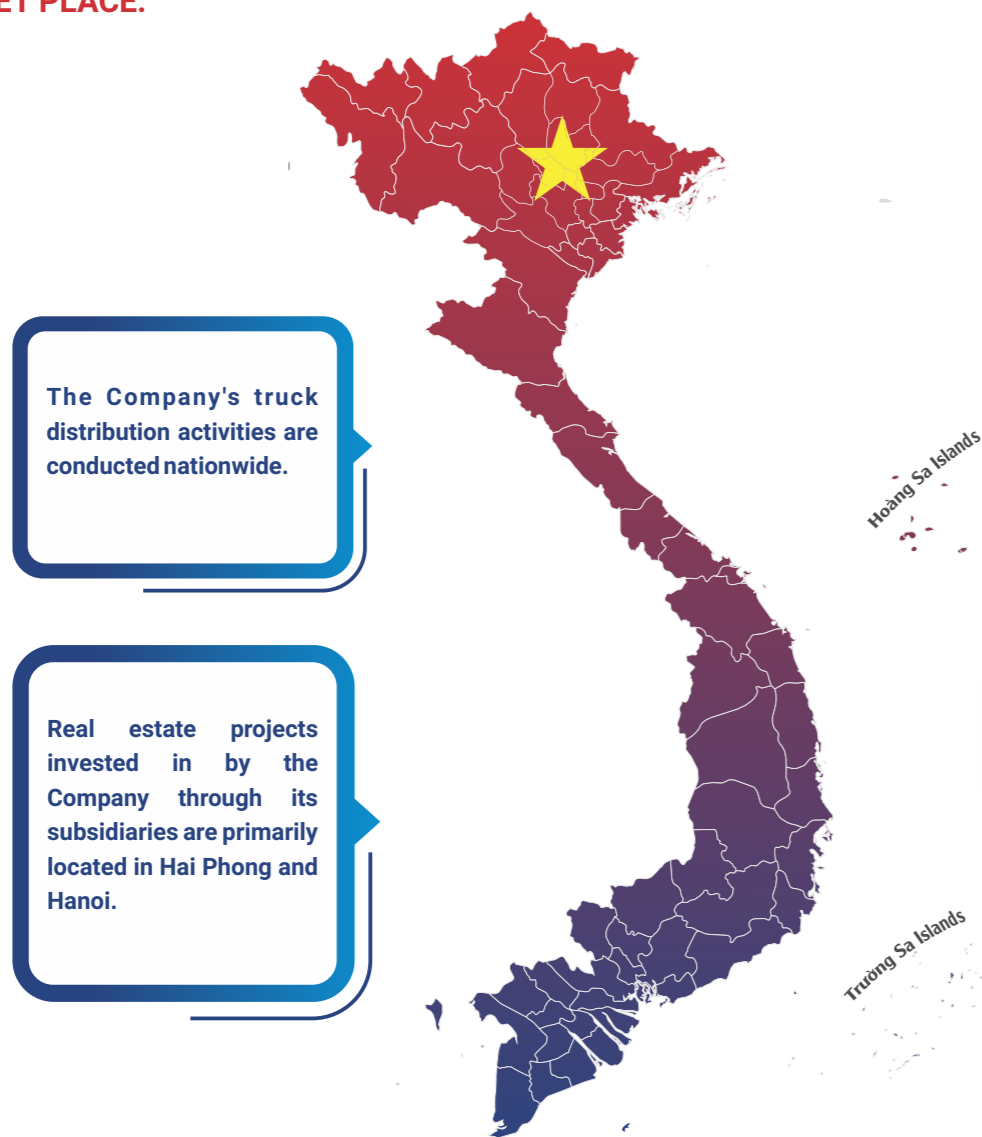 ET PLACE.
The Company's truck
distribution activities are
conducted nationwide.
Hoàng Sa Islands
Real estate projects
invested in by the
Company through its
subsidiaries are primarily
located in Hai Phong and
Hanoi.
Trường Sa Islands